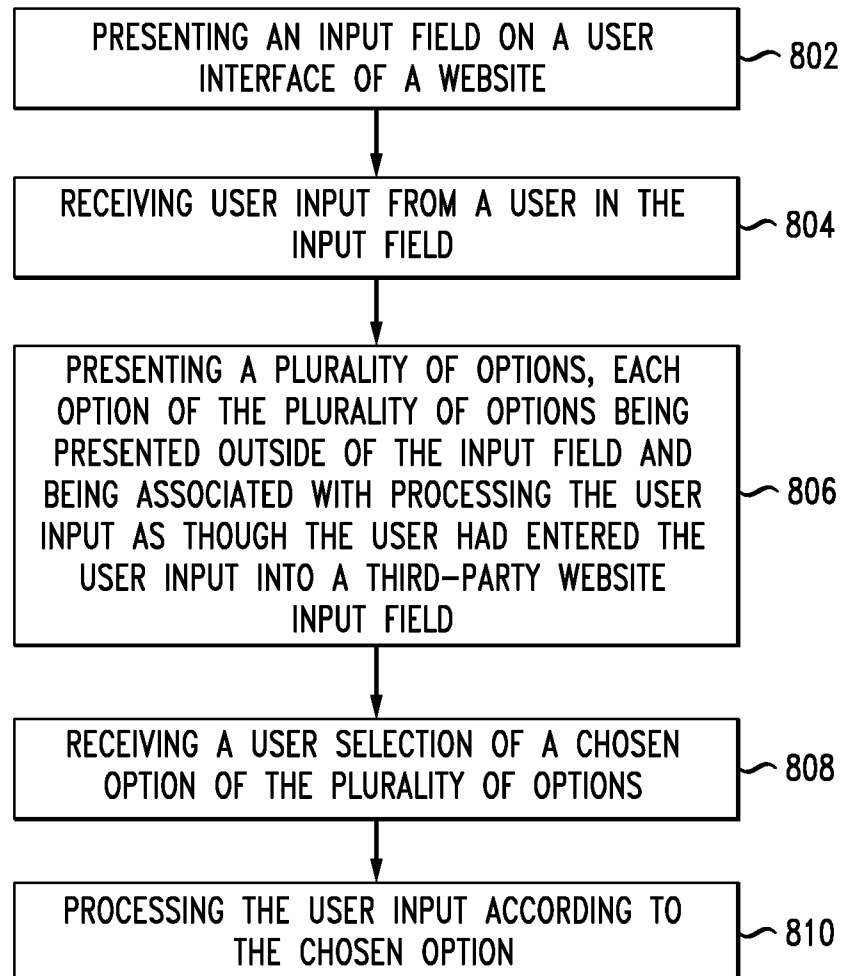 PRESENTING AN INPUT FIELD ON A USER
INTERFACE OF A WEBSITE
802
RECEIVING USER INPUT FROM A USER IN THE
INPUT FIELD
804
PRESENTING A PLURALITY OF OPTIONS, EACH
OPTION OF THE PLURALITY OF OPTIONS BEING
PRESENTED OUTSIDE OF THE INPUT FIELD AND
BEING ASSOCIATED WITH PROCESSING THE USER
INPUT AS THOUGH THE USER HAD ENTERED THE
USER INPUT INTO A THIRD-PARTY WEBSITE
INPUT FIELD
806
RECEIVING A USER SELECTION OF A CHOSEN
OPTION OF THE PLURALITY OF OPTIONS
808
PROCESSING THE USER INPUT ACCORDING TO
THE CHOSEN OPTION
810